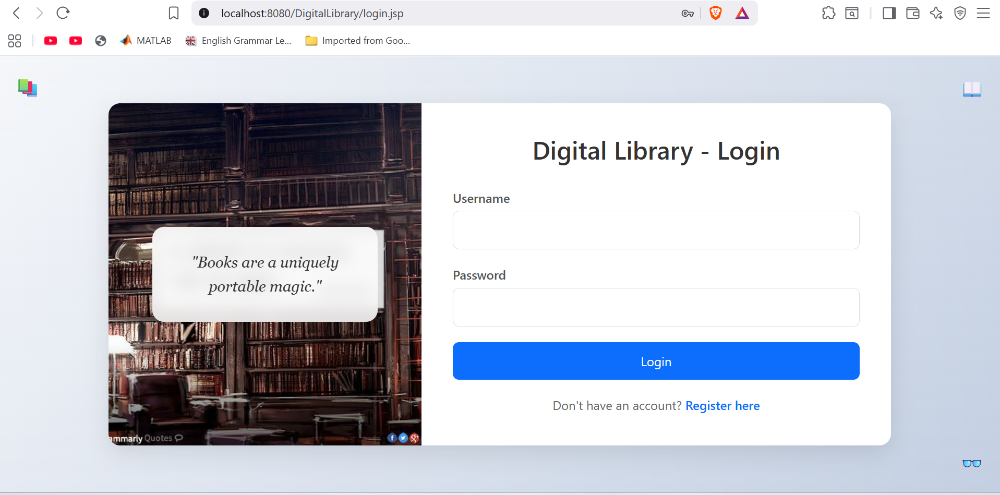 localhost:8080/DigitalLibrary/login.jsp
MATLAB
English Grammar Le...
Imported from Goo...
Digital Library - Login
Username
"Books are a uniquely
portable magic."
Password
Login
Don't have an account? Register here
ammarly Quotes